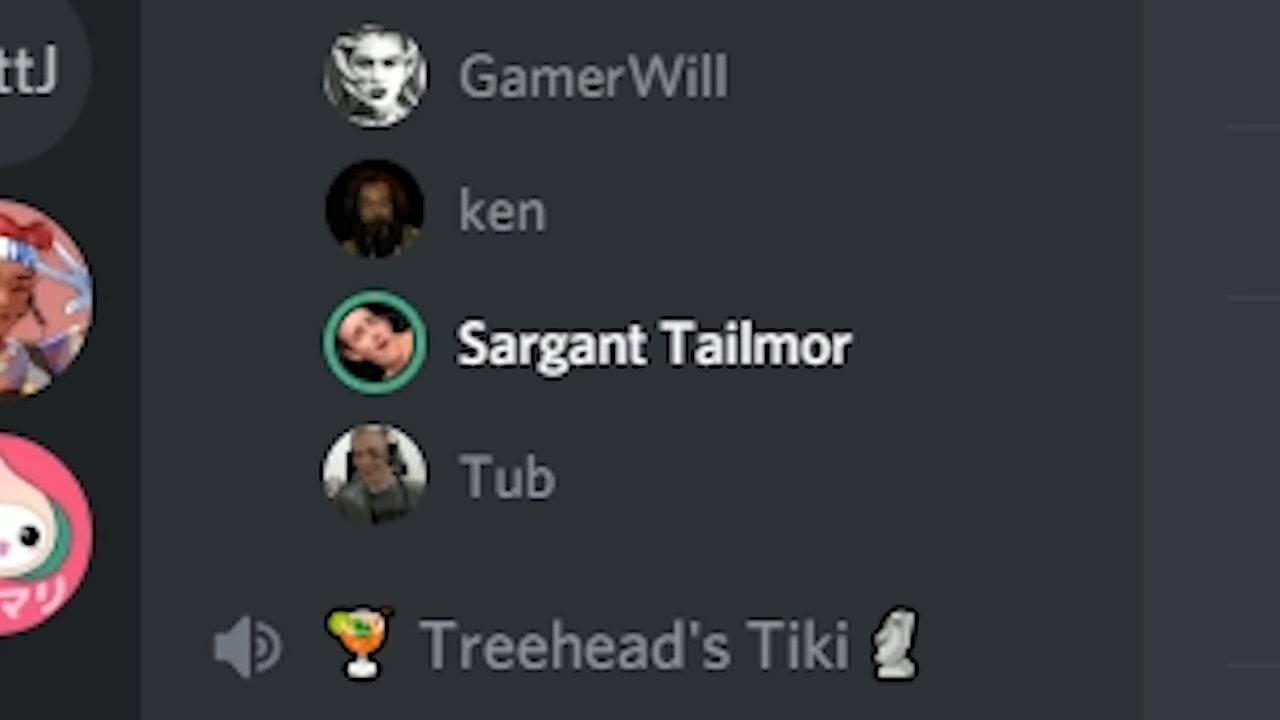 ttJ
GamerWill
ken
Sargant Tailmor
Tub
マリ
Treehead's Tiki